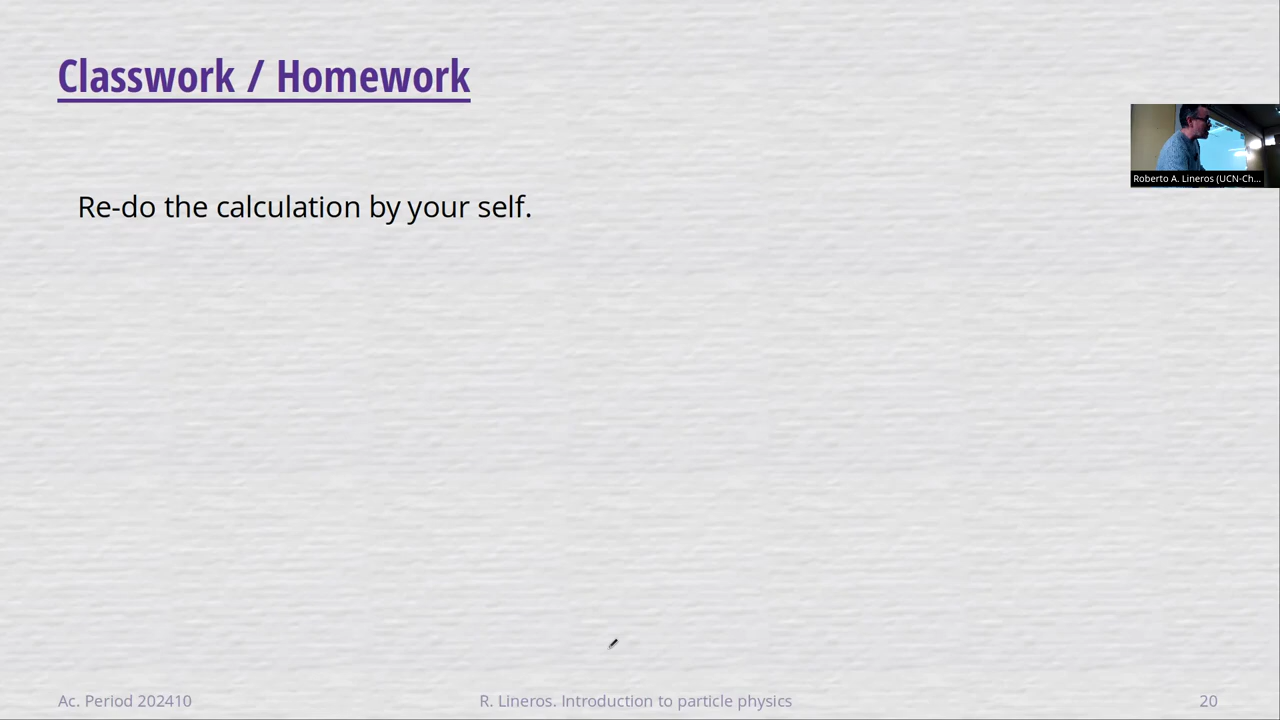 Classwork / Homework
Roberto A. Lineros (UCN-Ch...
Re-do the calculation by your self.
Ac. Period 202410
R. Lineros. Introduction to particle physics
20